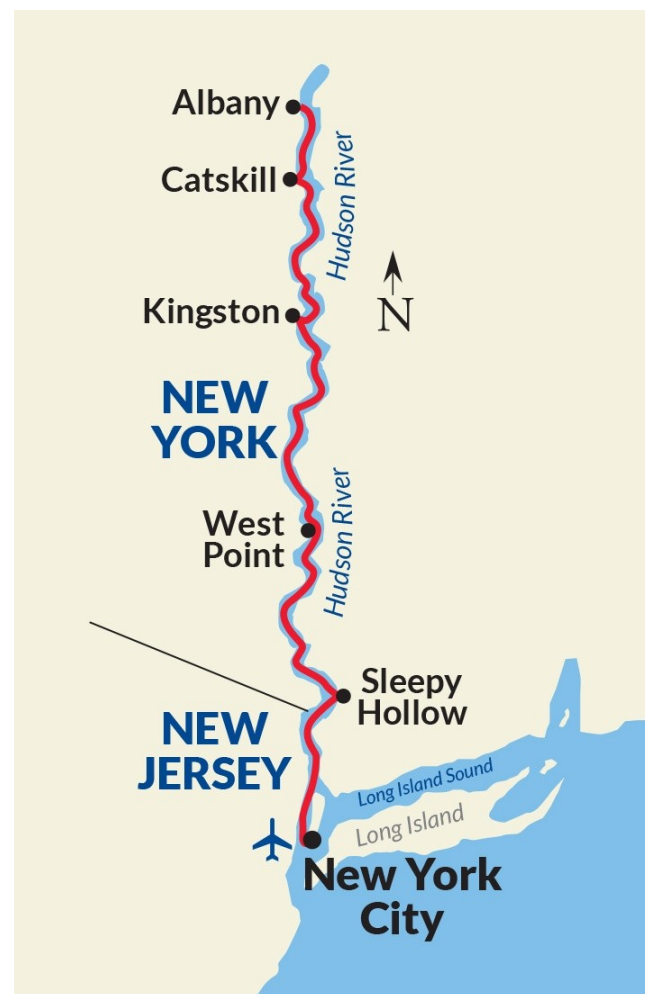 Albany
Catskill
Hudson River
N
Kingston
NEW
YORK
West
Point
Hudson River
Sleepy
Hollow
NEW
JERSEY
Long Island Sound
Long Island
New York
City